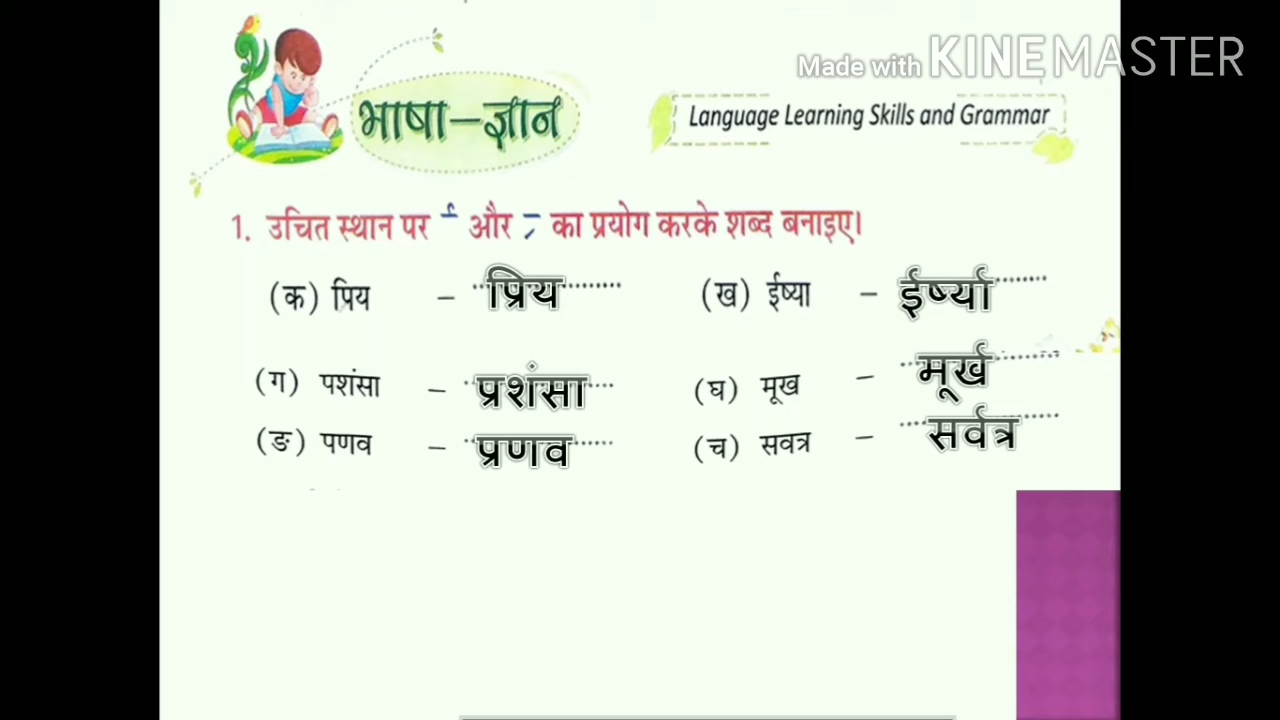 Made with KINEMASTER
भाषा-ज्ञान
Language Learning Skills and Grammar
1. उचित स्थान पर र्‍ और ्र का प्रयोग करके शब्द बनाइए।
(क) पिय – प्रिय (ख) ईष्या – ईर्ष्या
(ग) पशंसा – प्रशंसा (घ) मूख – मूर्ख
(ङ) पणव – प्रणव (च) सवत्र – सर्वत्र